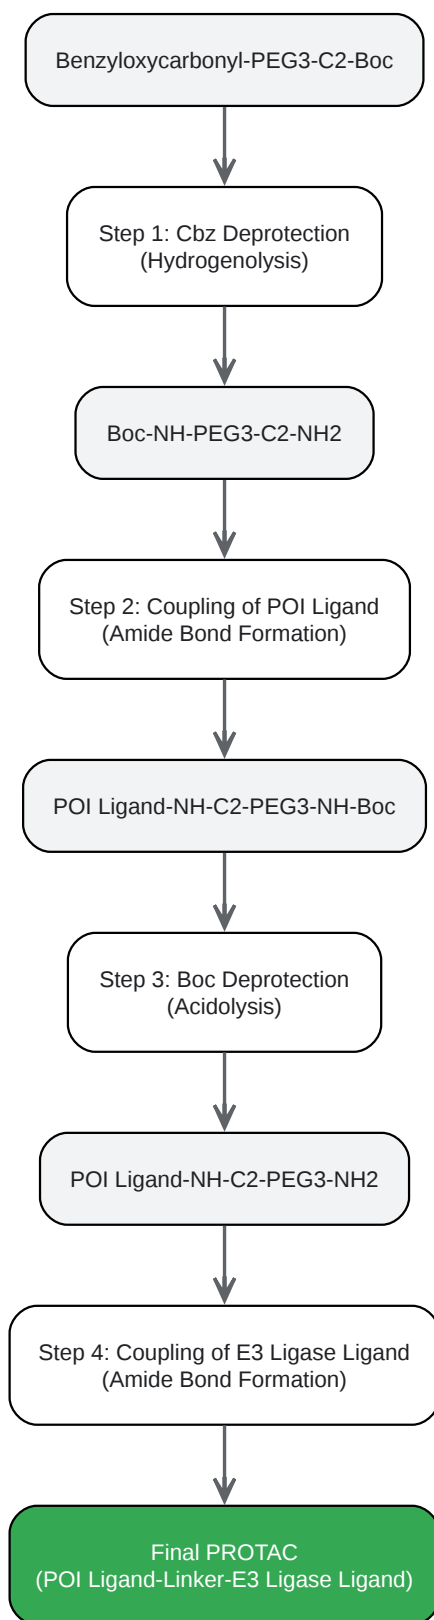 Benzyloxycarbonyl-PEG3-C2-Boc
Step 1: Cbz Deprotection
(Hydrogenolysis)
Boc-NH-PEG3-C2-NH2
Step 2: Coupling of POI Ligand
(Amide Bond Formation)
POI Ligand-NH-C2-PEG3-NH-Boc
Step 3: Boc Deprotection
(Acidolysis)
POI Ligand-NH-C2-PEG3-NH2
Step 4: Coupling of E3 Ligase Ligand
(Amide Bond Formation)
Final PROTAC
(POI Ligand-Linker-E3 Ligase Ligand)